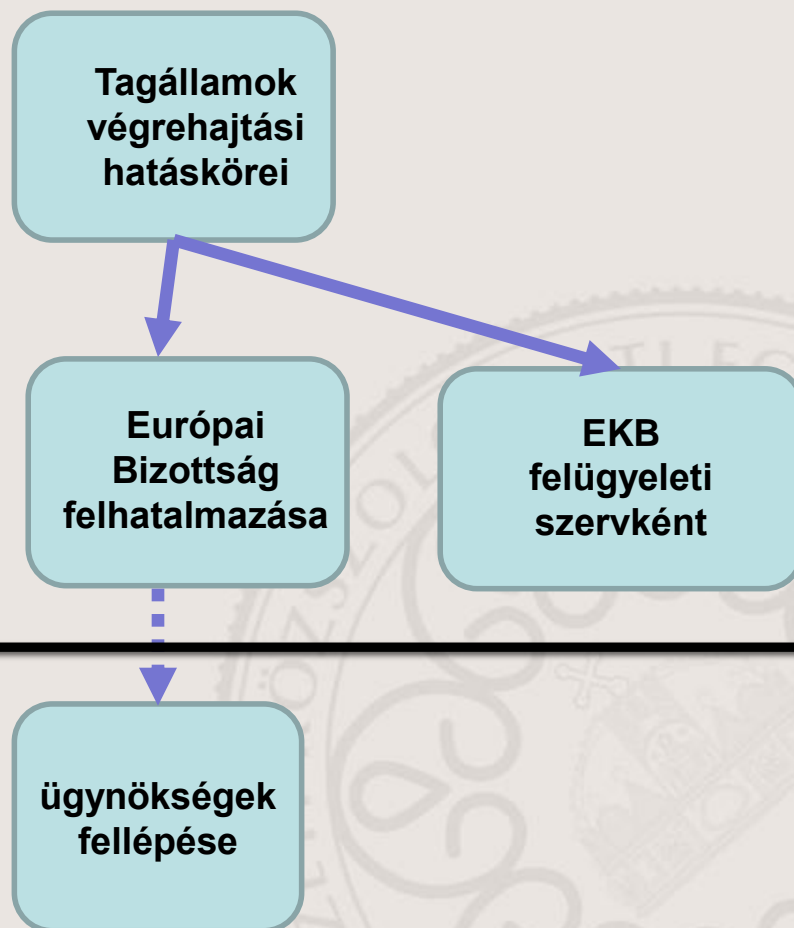 Tagállamok
végrehajtási
hatáskörei
Európai
Bizottság
felhatalmazása
EKB
felügyeleti
szervként
ügynökségek
fellépése